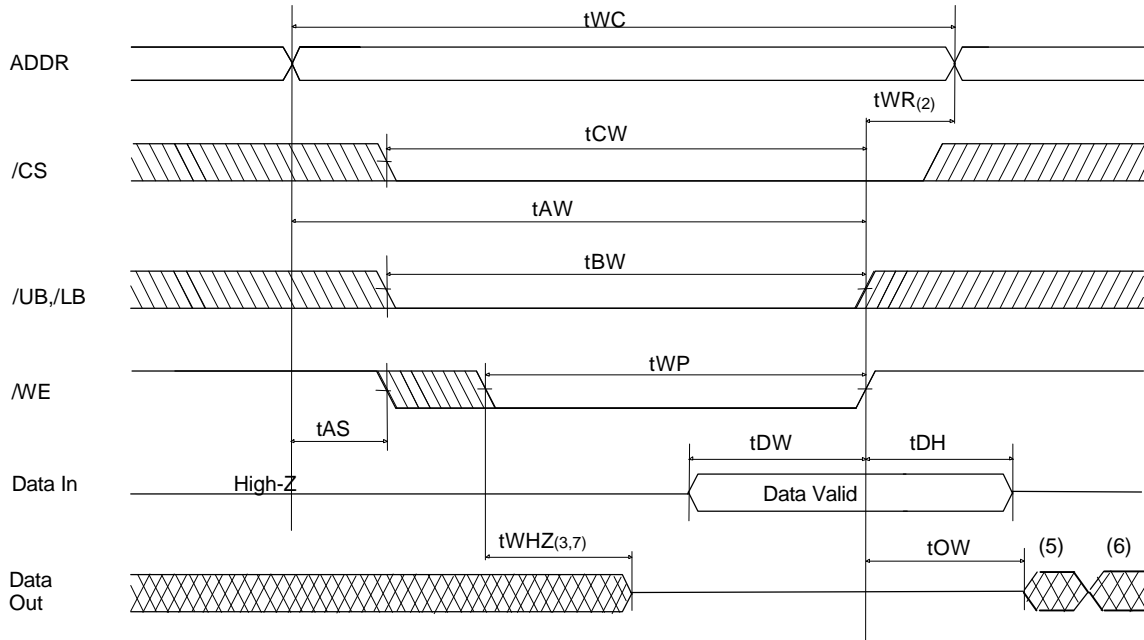 tWC
ADDR
tWR(2)
tCW
/CS
tAW
tBW
/UB,/LB
tWP
/WE
tAS
tDW
tDH
Data In
High-Z
Data Valid
tWHZ(3,7)
tOW
(5)
(6)
Data
Out